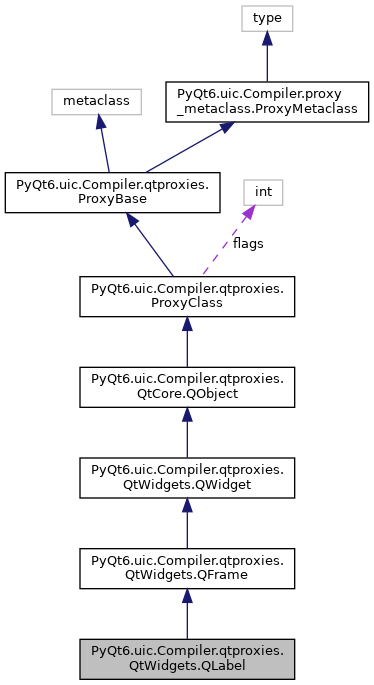 type
PyQt6.uic.Compiler.proxy
_metaclass.ProxyMetaclass
metaclass
PyQt6.uic.Compiler.qtproxies.
ProxyBase
int
flags
PyQt6.uic.Compiler.qtproxies.
ProxyClass
PyQt6.uic.Compiler.qtproxies.
QtCore.QObject
PyQt6.uic.Compiler.qtproxies.
QtWidgets.QWidget
PyQt6.uic.Compiler.qtproxies.
QtWidgets.QFrame
PyQt6.uic.Compiler.qtproxies.
QtWidgets.QLabel